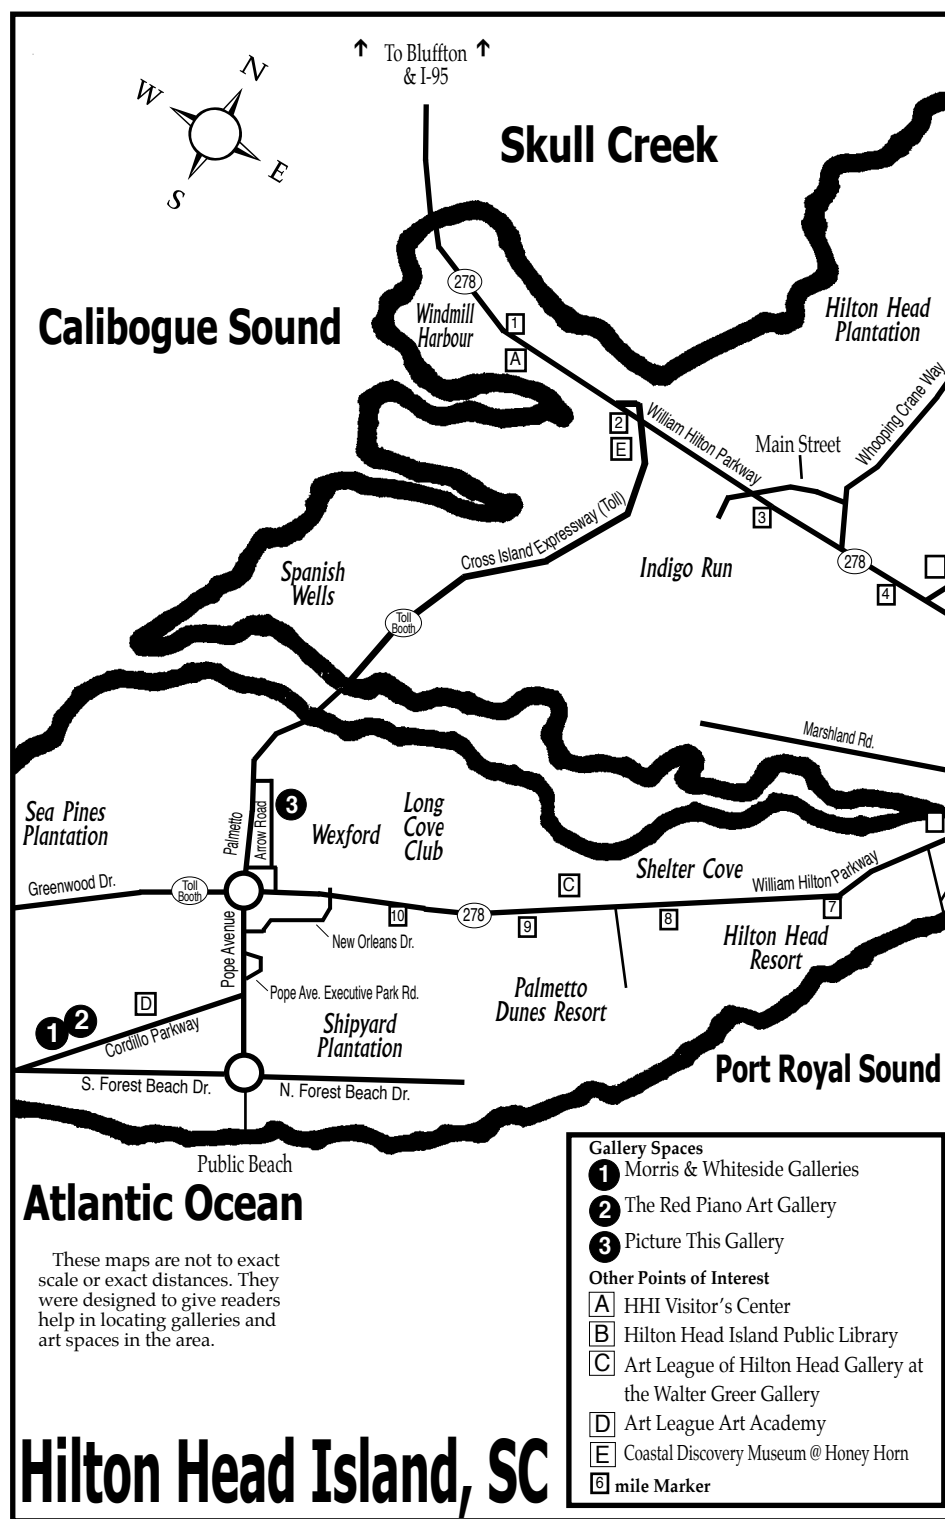 ↑ To Bluffton ↑
& I-95
N
W
E
S
Skull Creek
278
Calibogue Sound
Windmill
Harbour
1
A
Hilton Head
Plantation
2
E
William Hilton Parkway
Main Street
Whooping Crane Way
3
Cross Island Expressway (Toll)
Indigo Run
278
4
Spanish
Wells
Toll
Booth
Marshland Rd.
Sea Pines
Plantation
Palmetto
Arrow Road
3
Wexford
Long
Cove
Club
Shelter Cove
William Hilton Parkway
Greenwood Dr.
Toll
Booth
C
10
278
9
8
7
New Orleans Dr.
Hilton Head
Resort
Pope Avenue
Pope Ave. Executive Park Rd.
Palmetto
Dunes Resort
D
1
2
Cordillo Parkway
Shipyard
Plantation
S. Forest Beach Dr.
N. Forest Beach Dr.
Port Royal Sound
Public Beach
Atlantic Ocean
These maps are not to exact
scale or exact distances. They
were designed to give readers
help in locating galleries and
art spaces in the area.
Gallery Spaces
1 Morris & Whiteside Galleries
2 The Red Piano Art Gallery
3 Picture This Gallery
Other Points of Interest
A HHI Visitor's Center
B Hilton Head Island Public Library
C Art League of Hilton Head Gallery at
the Walter Greer Gallery
D Art League Art Academy
E Coastal Discovery Museum @ Honey Horn
6 mile Marker
Hilton Head Island, SC